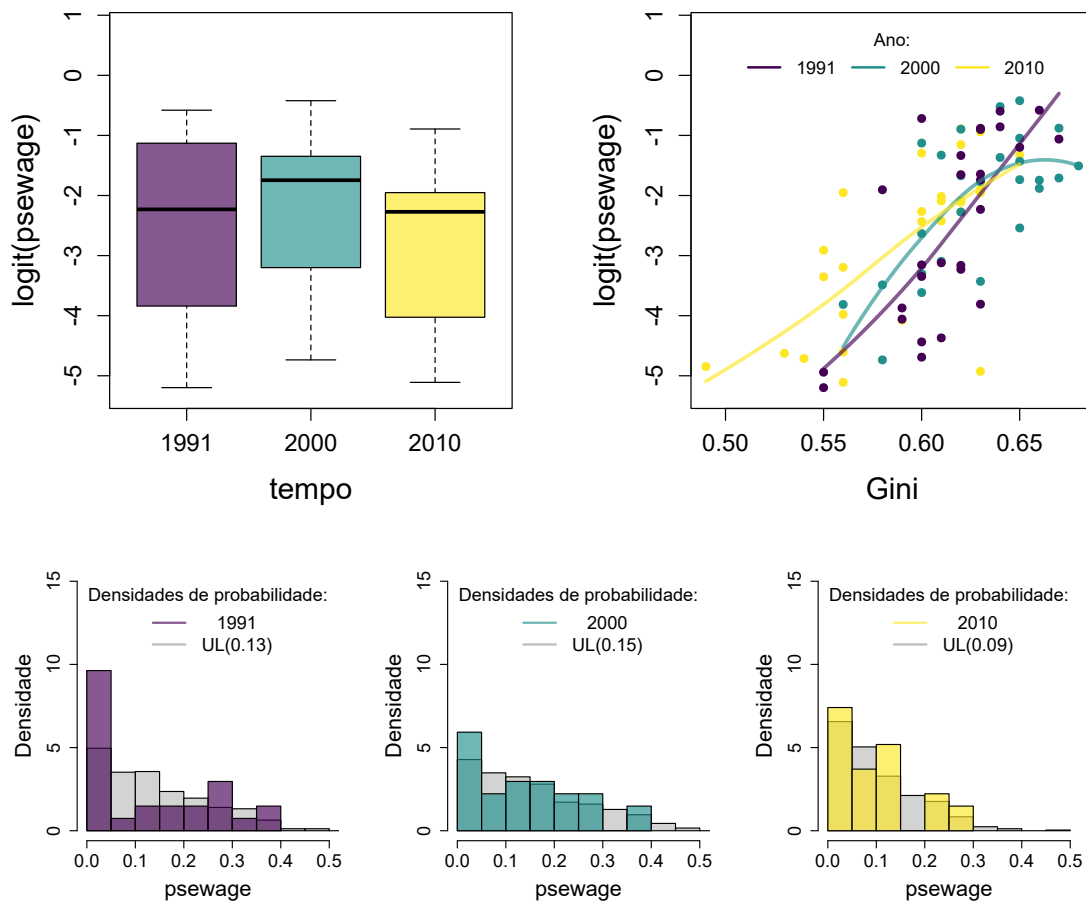 logit(psewage)
1
0
-1
-2
-3
-4
-5
1991 2000 2010
tempo
logit(psewage)
1
0
-1
-2
-3
-4
-5
Ano:
1991 2000 2010
0.50 0.55 0.60 0.65
Gini
Densidade
15
10
5
0
Densidades de probabilidade:
1991
UL(0.13)
0.0 0.1 0.2 0.3 0.4 0.5
psewage
Densidade
15
10
5
0
Densidades de probabilidade:
2000
UL(0.15)
0.0 0.1 0.2 0.3 0.4 0.5
psewage
Densidade
15
10
5
0
Densidades de probabilidade:
2010
UL(0.09)
0.0 0.1 0.2 0.3 0.4 0.5
psewage